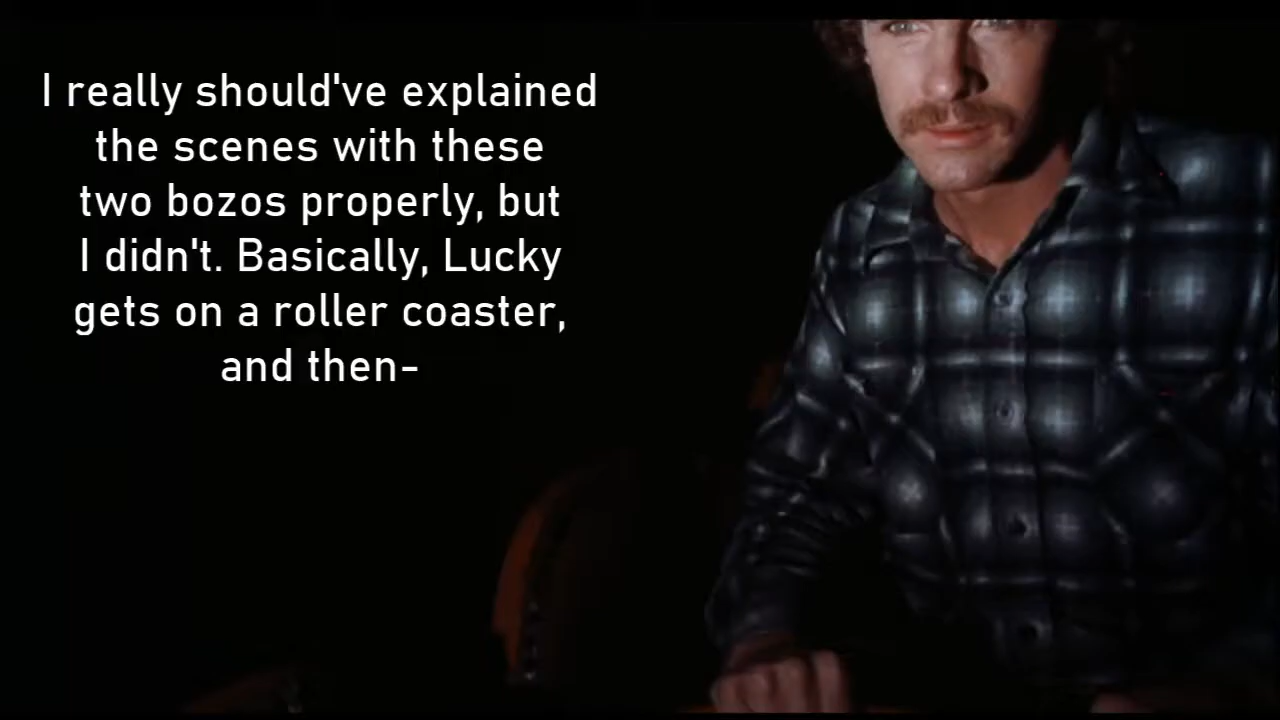 I really should've explained
the scenes with these
two bozos properly, but
I didn't. Basically, Lucky
gets on a roller coaster,
and then-